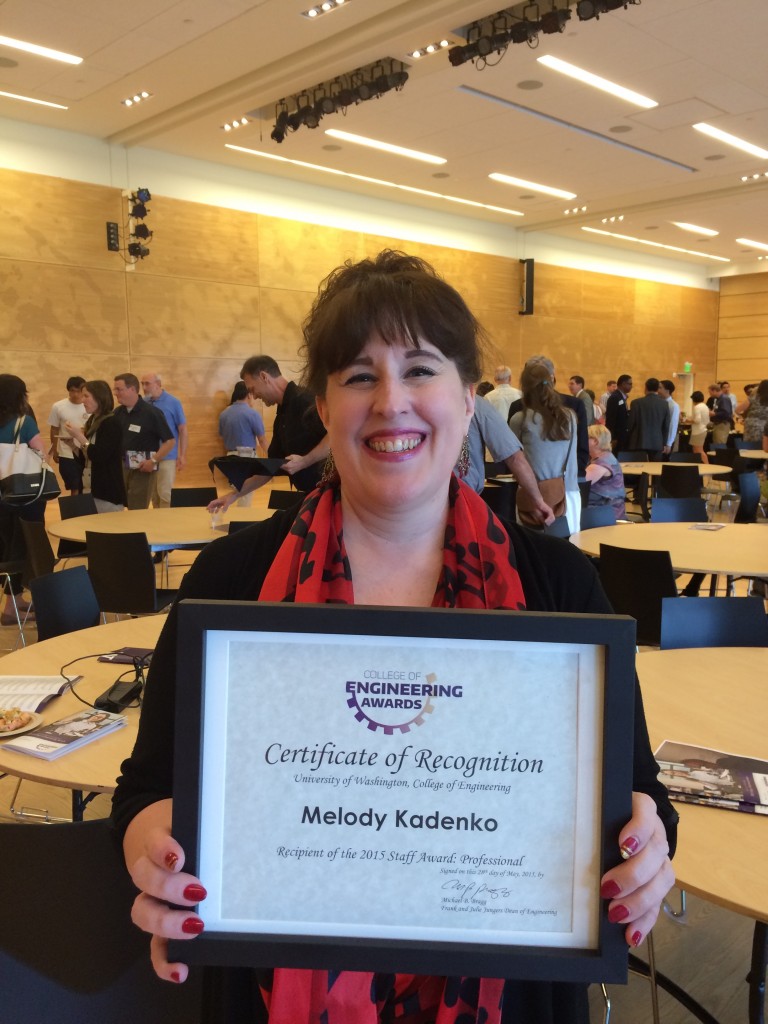 COLLEGE OF
ENGINEERING
AWARDS
Certificate of Recognition
University of Washington, College of Engineering
Melody Kadenko
Recipient of the 2015 Staff Award: Professional
Signed on this 20th day of May, 2015, by
Michael B. Bragg
Frank and Julie Jungers Dean of Engineering